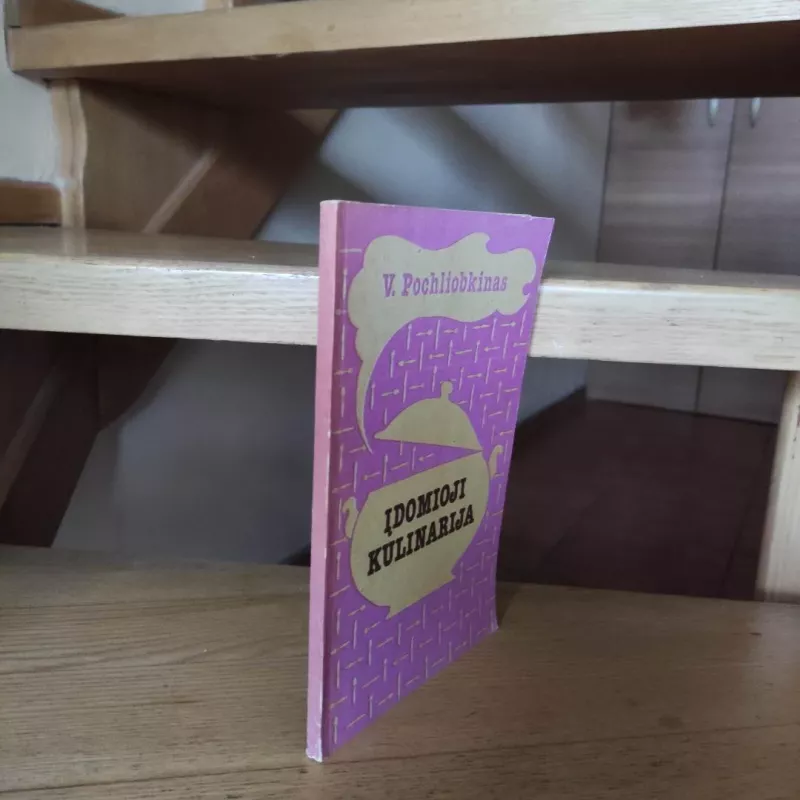 V. Pochliobkinas
ĮDOMIOJI
KULINARIJA